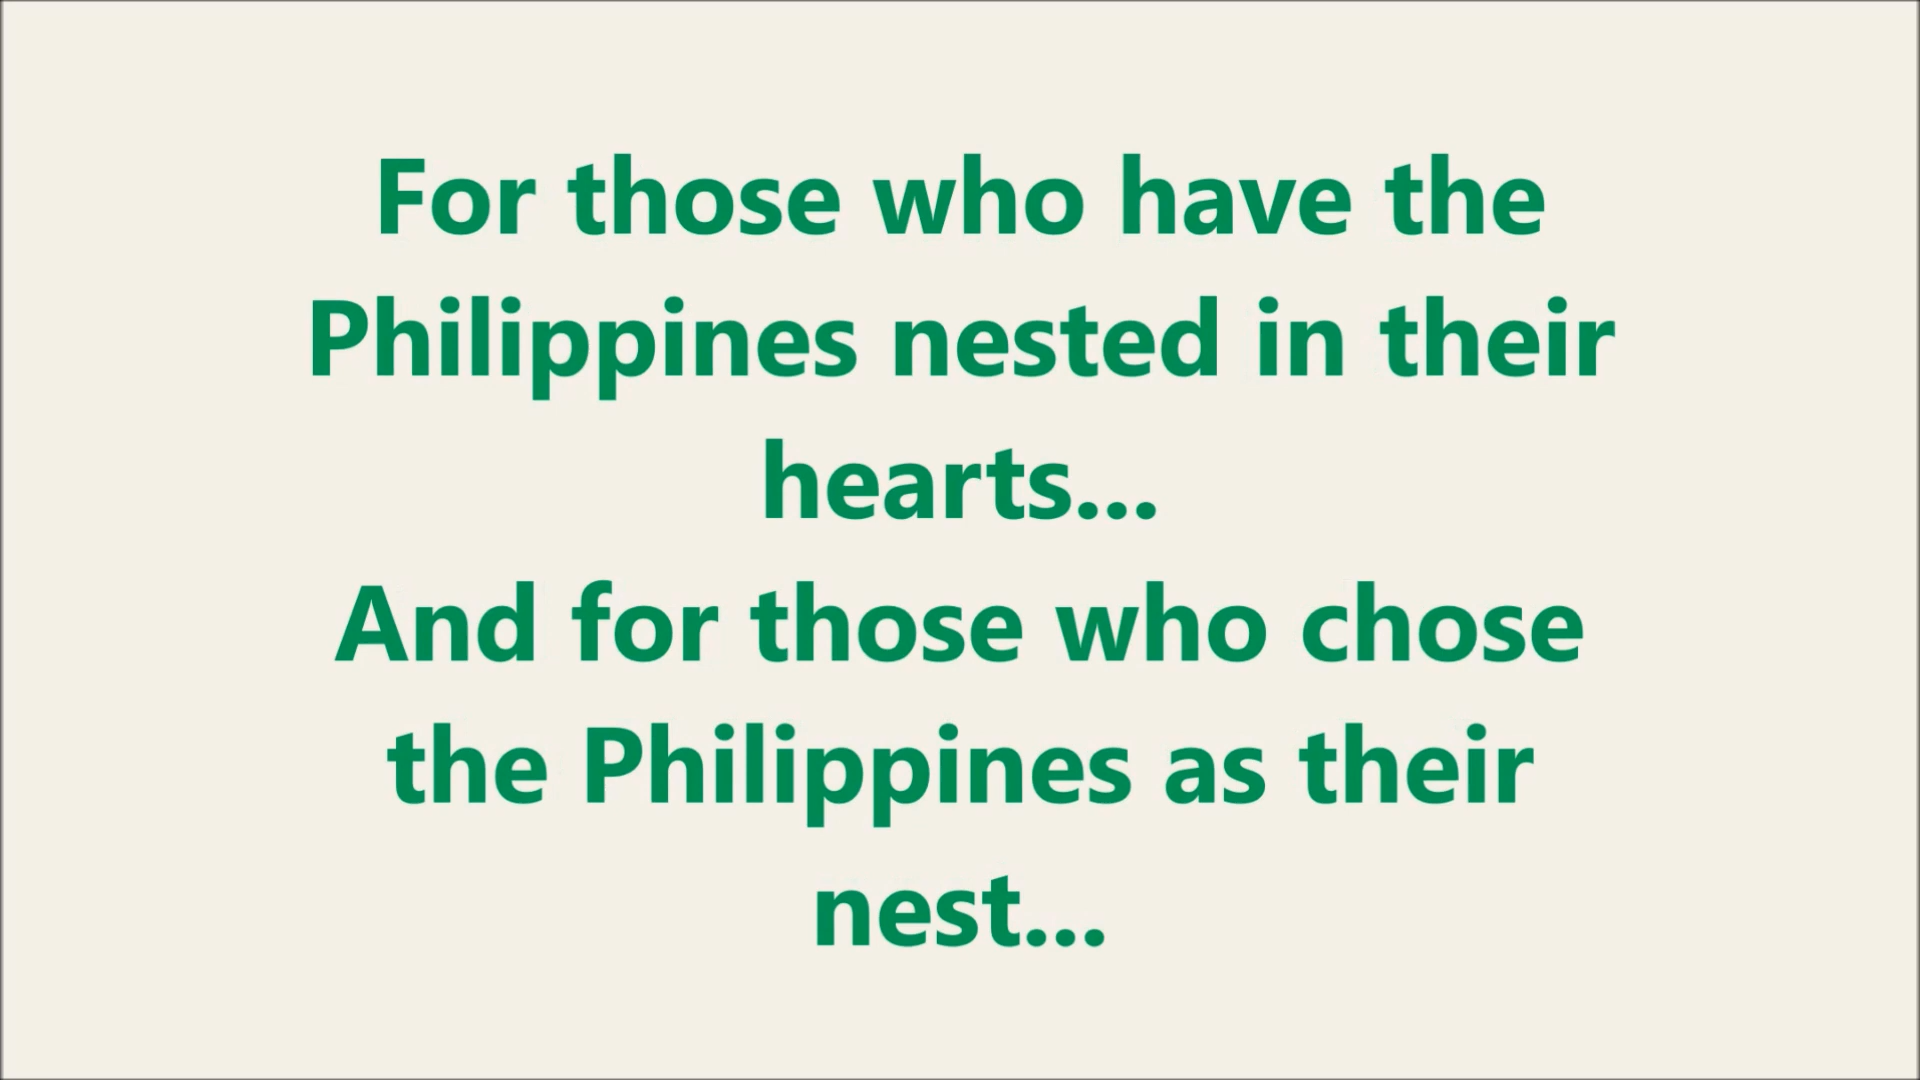 For those who have the
Philippines nested in their
hearts...
And for those who chose
the Philippines as their
nest...